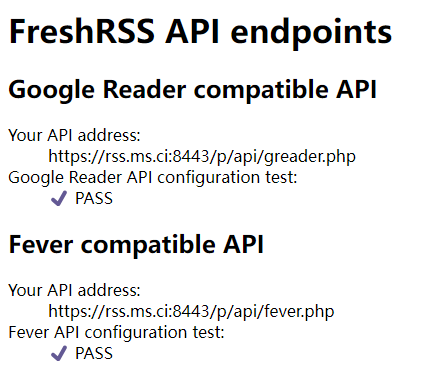 FreshRSS API endpoints
Google Reader compatible API
Your API address:
https://rss.ms.ci:8443/p/api/greader.php
Google Reader API configuration test:
✔ PASS
Fever compatible API
Your API address:
https://rss.ms.ci:8443/p/api/fever.php
Fever API configuration test:
✔ PASS